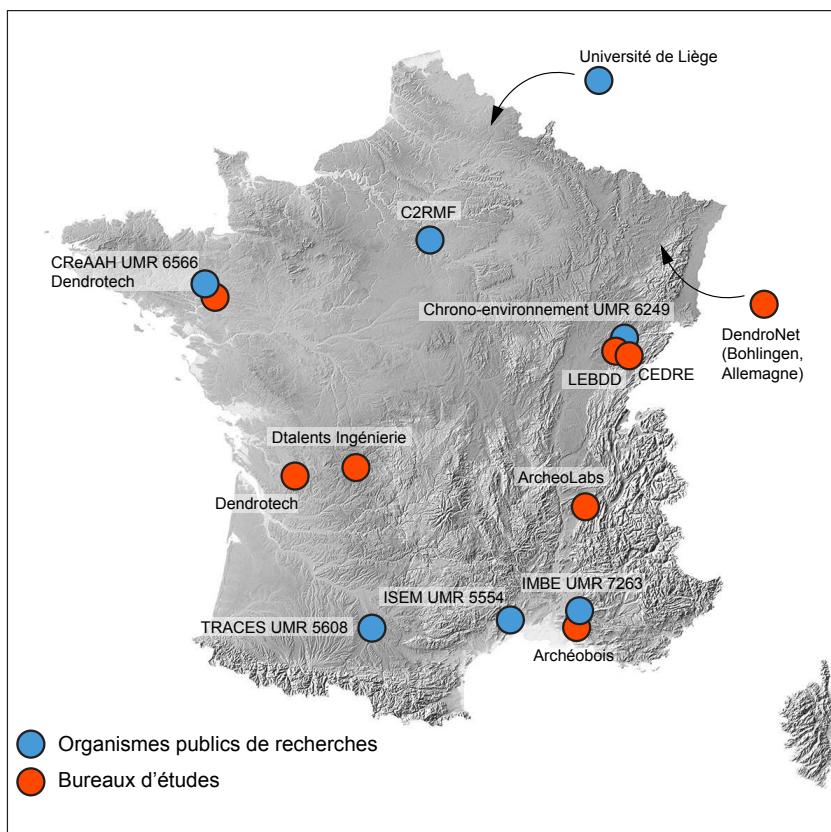 Université de Liège
C2RMF
CReAAH UMR 6566
Dendrotech
Chrono-environnement UMR 6249
DendroNet
(Bohlingen,
Allemagne)
LEBDD
CEDRE
Dtalents Ingénierie
Dendrotech
ArcheoLabs
IMBE UMR 7263
ISEM UMR 5554
TRACES UMR 5608
Archéobois
Organismes publics de recherches
Bureaux d'études